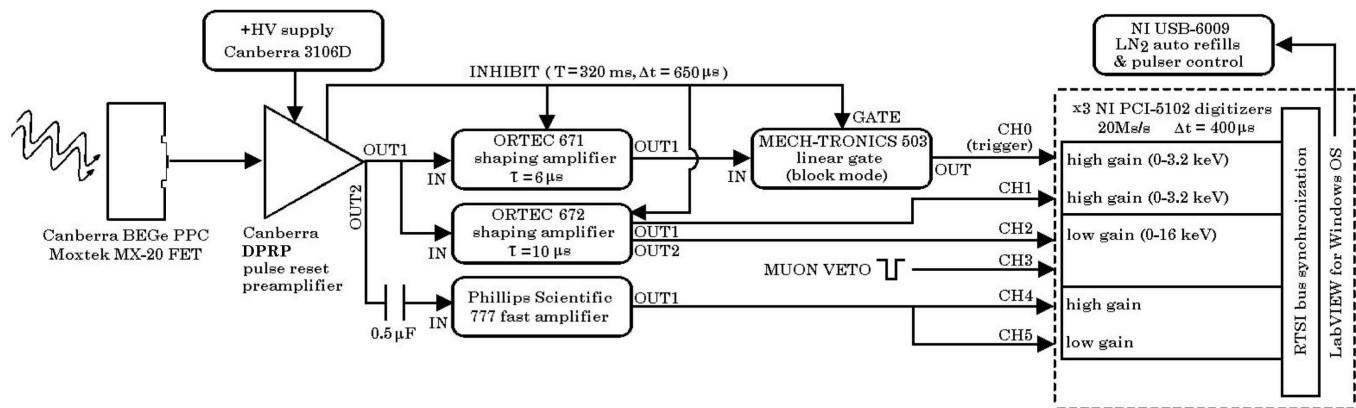 +HV supply
Canberra 3106D
NI USB-6009
LN2 auto refills
& pulser control
INHIBIT ( T = 320 ms, Δt = 650 μs )
x3 NI PCI-5102 digitizers
20Ms/s Δt = 400 μs
GATE
OUT1
IN
ORTEC 671
shaping amplifier
τ = 6 μs
OUT1
IN
MECH-TRONICS 503
linear gate
(block mode)
OUT
CH0
(trigger)
high gain (0-3.2 keV)
OUT2
CH1
high gain (0-3.2 keV)
IN
ORTEC 672
shaping amplifier
τ = 10 μs
OUT1
OUT2
CH2
low gain (0-16 keV)
Canberra BEGe PPC
Moxtek MX-20 FET
Canberra
DPRP
pulse reset
preamplifier
MUON VETO
CH3
0.5 μF
IN
Phillips Scientific
777 fast amplifier
OUT1
CH4
high gain
CH5
low gain
RTSI bus synchronization
LabVIEW for Windows OS